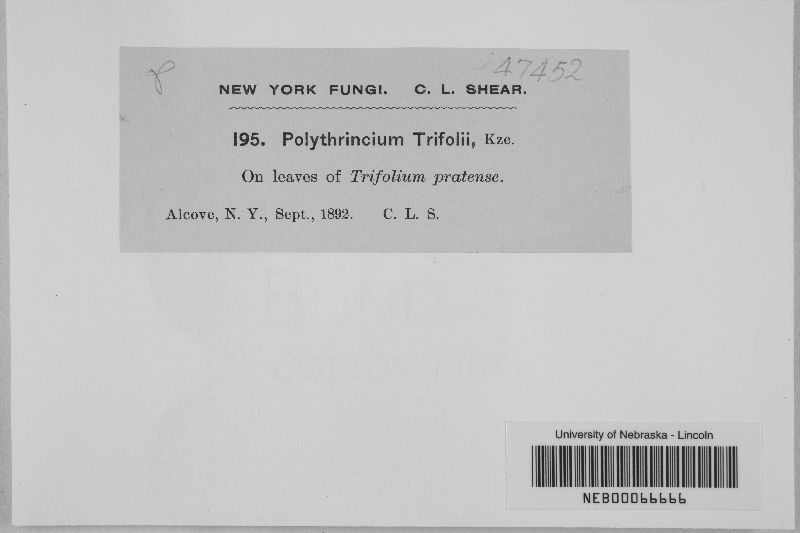 47452
NEW YORK FUNGI. C. L. SHEAR.
195. Polythrincium Trifolii, Kze.
On leaves of Trifolium pratense.
Alcove, N. Y., Sept., 1892. C. L. S.
University of Nebraska - Lincoln
NEB00066666